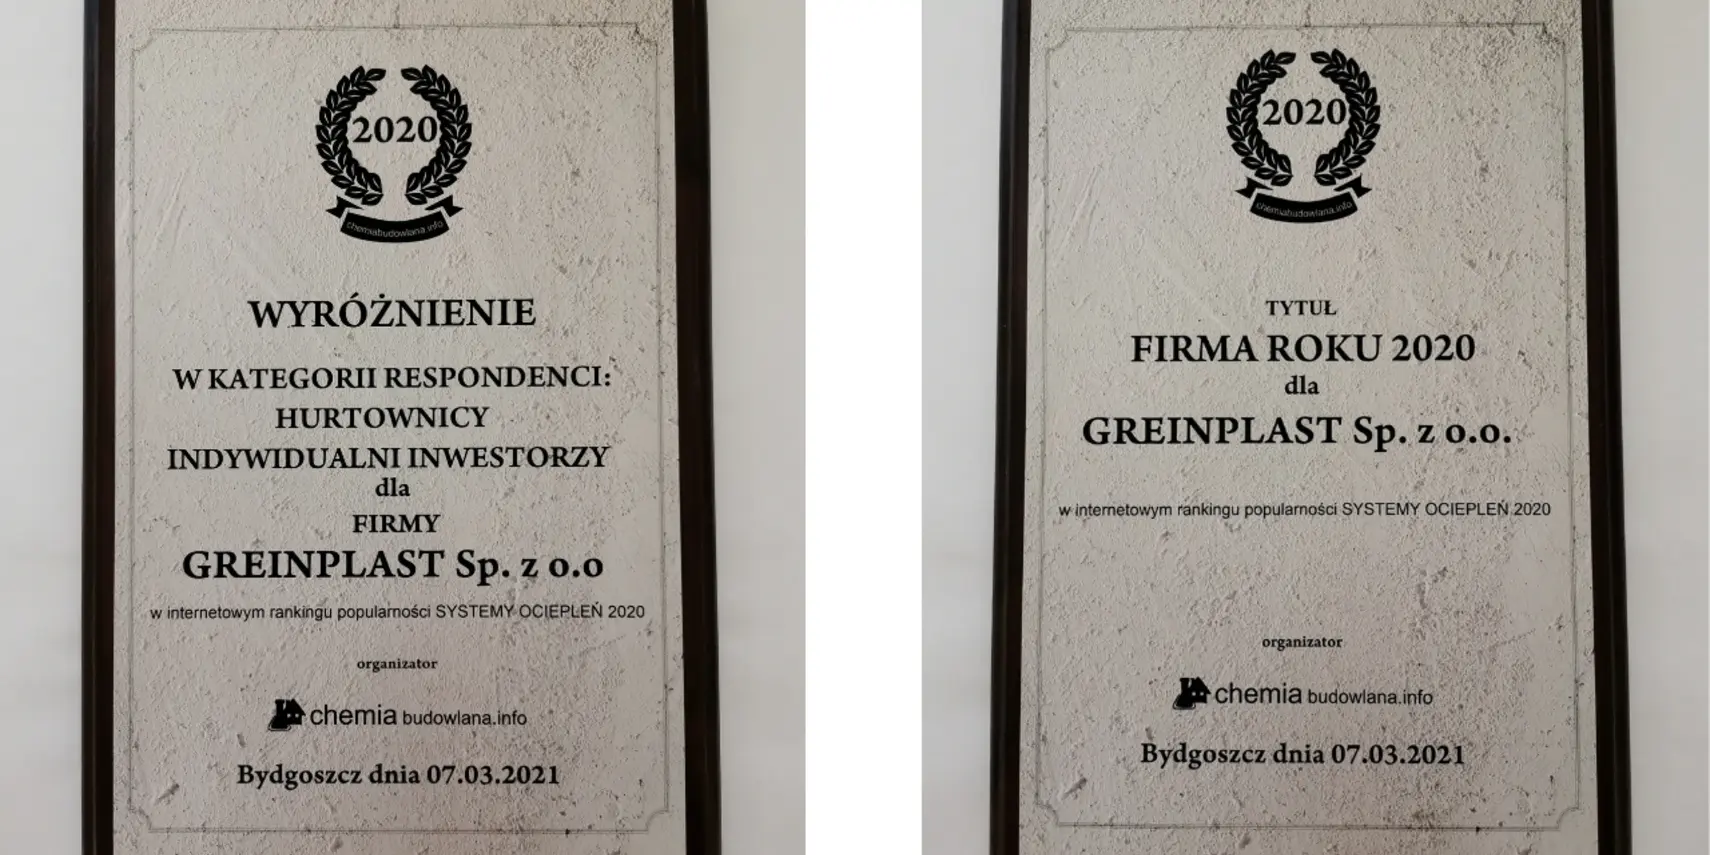 2020
chemiabudowlana.info
WYRÓŻNIENIE
W KATEGORII RESPONDENCI:
HURTOWNICY
INDYWIDUALNI INWESTORZY
dla
FIRMY
GREINPLAST Sp. z o.o
w internetowym rankingu popularności SYSTEMY OCIEPLEŃ 2020
organizator
chemia budowlana.info
Bydgoszcz dnia 07.03.2021
2020
chemiabudowlana.info
TYTUŁ
FIRMA ROKU 2020
dla
GREINPLAST Sp. z o.o.
w internetowym rankingu popularności SYSTEMY OCIEPLEŃ 2020
organizator
chemia budowlana.info
Bydgoszcz dnia 07.03.2021